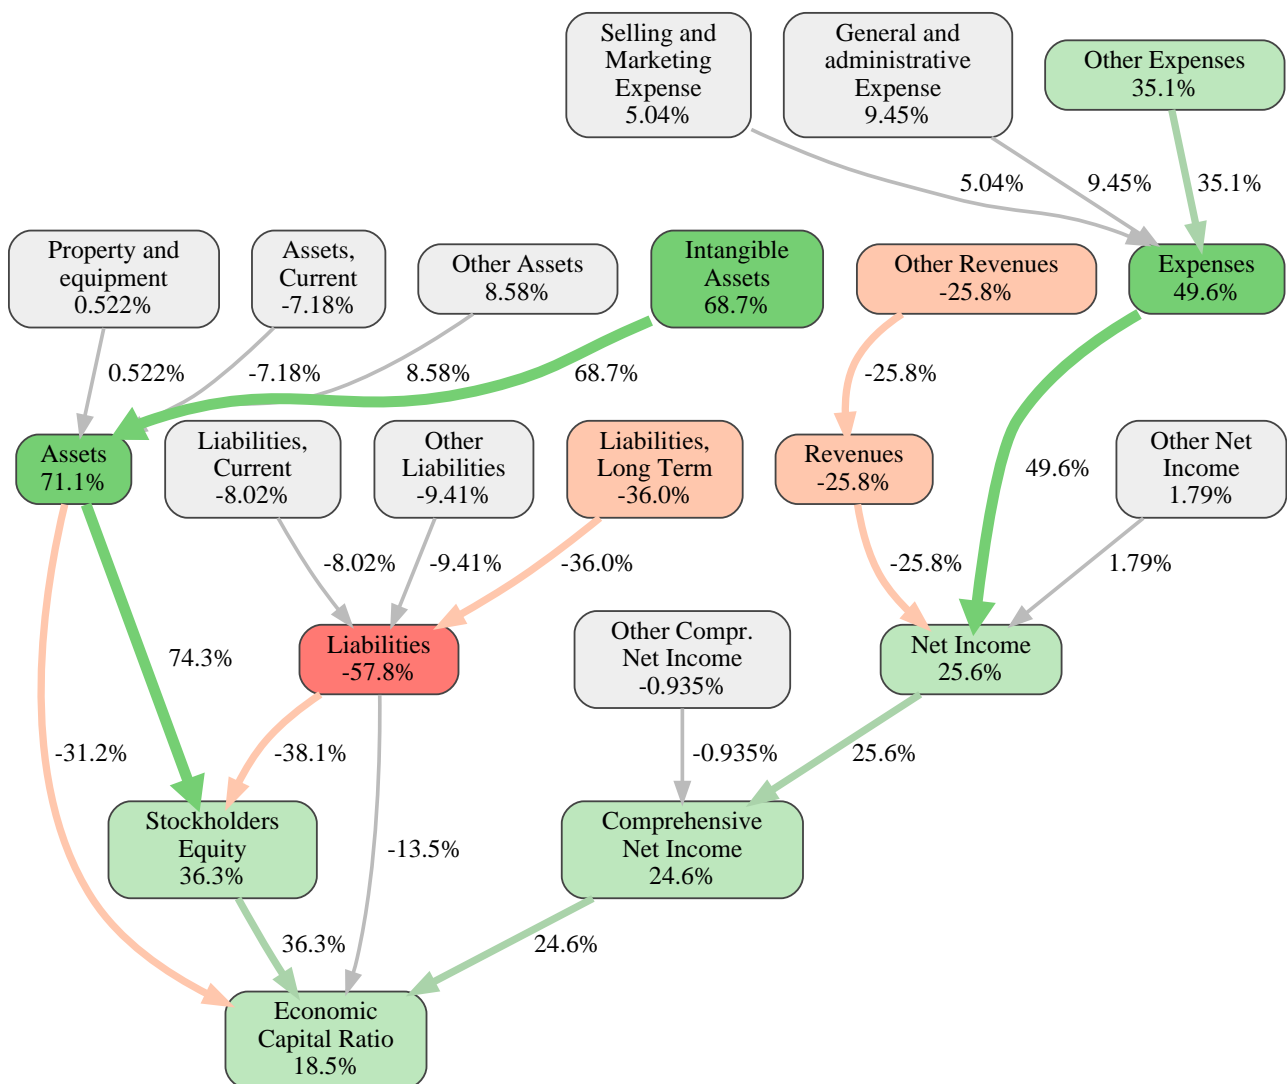 Selling and
Marketing
Expense
5.04%
General and
administrative
Expense
9.45%
Other Expenses
35.1%
5.04%
9.45%
35.1%
Property and
equipment
0.522%
Assets,
Current
-7.18%
Other Assets
8.58%
Intangible
Assets
68.7%
Other Revenues
-25.8%
Expenses
49.6%
0.522%
-7.18%
8.58%
68.7%
-25.8%
Assets
71.1%
Liabilities,
Current
-8.02%
Other
Liabilities
-9.41%
Liabilities,
Long Term
-36.0%
Revenues
-25.8%
49.6%
Other Net
Income
1.79%
-8.02%
-9.41%
-36.0%
-25.8%
1.79%
74.3%
Liabilities
-57.8%
Other Compr.
Net Income
-0.935%
Net Income
25.6%
-31.2%
-38.1%
-0.935%
25.6%
Stockholders
Equity
36.3%
-13.5%
Comprehensive
Net Income
24.6%
36.3%
24.6%
Economic
Capital Ratio
18.5%